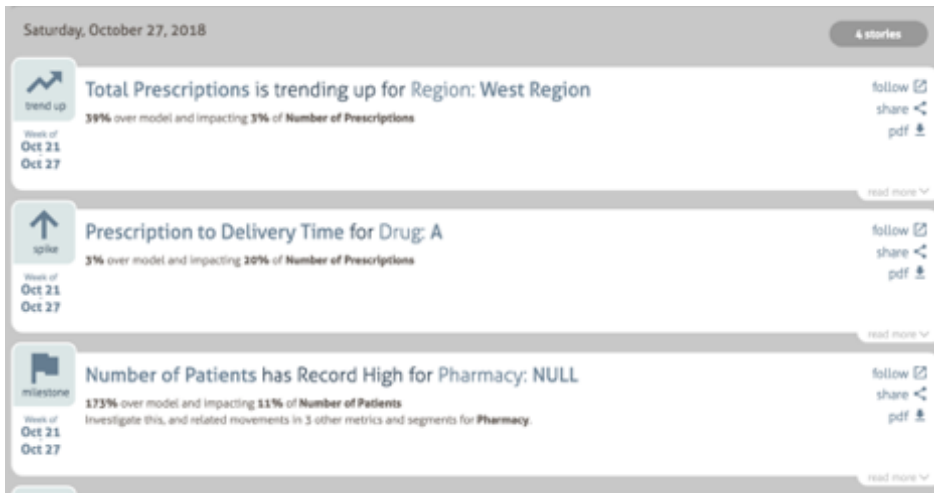 Saturday, October 27, 2018
4 stories
trend up
Week of
Oct 21
-
Oct 27
Total Prescriptions is trending up for Region: West Region
39% over model and impacting 3% of Number of Prescriptions
follow
share
pdf
read more
spike
Week of
Oct 21
-
Oct 27
Prescription to Delivery Time for Drug: A
3% over model and impacting 20% of Number of Prescriptions
follow
share
pdf
read more
milestone
Week of
Oct 21
-
Oct 27
Number of Patients has Record High for Pharmacy: NULL
173% over model and impacting 11% of Number of Patients
Investigate this, and related movements in 3 other metrics and segments for Pharmacy.
follow
share
pdf
read more